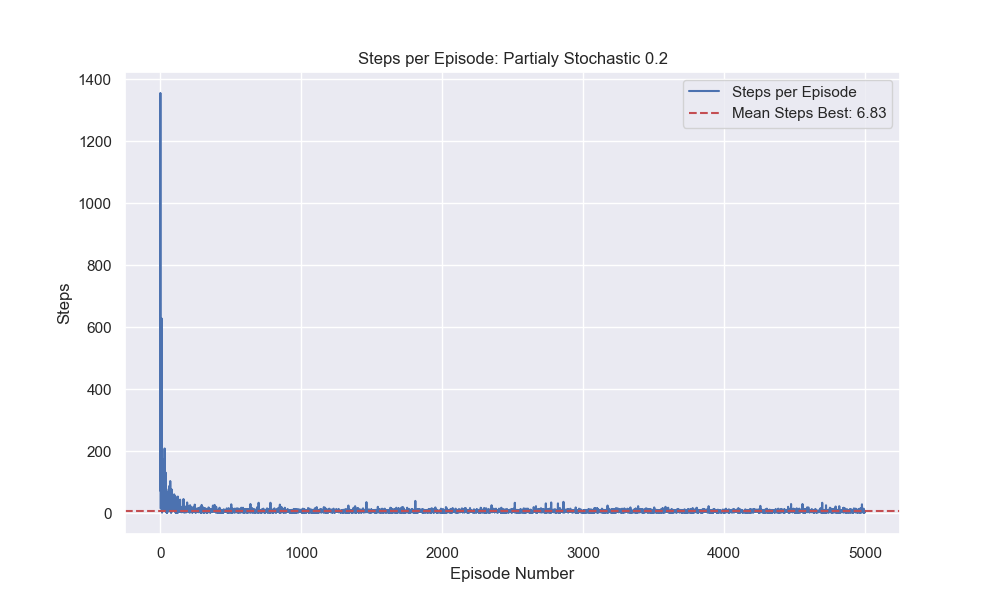 Steps per Episode: Partialy Stochastic 0.2
Steps per Episode
Mean Steps Best: 6.83
1400
1200
1000
800
600
400
200
0
Steps
0 1000 2000 3000 4000 5000
Episode Number